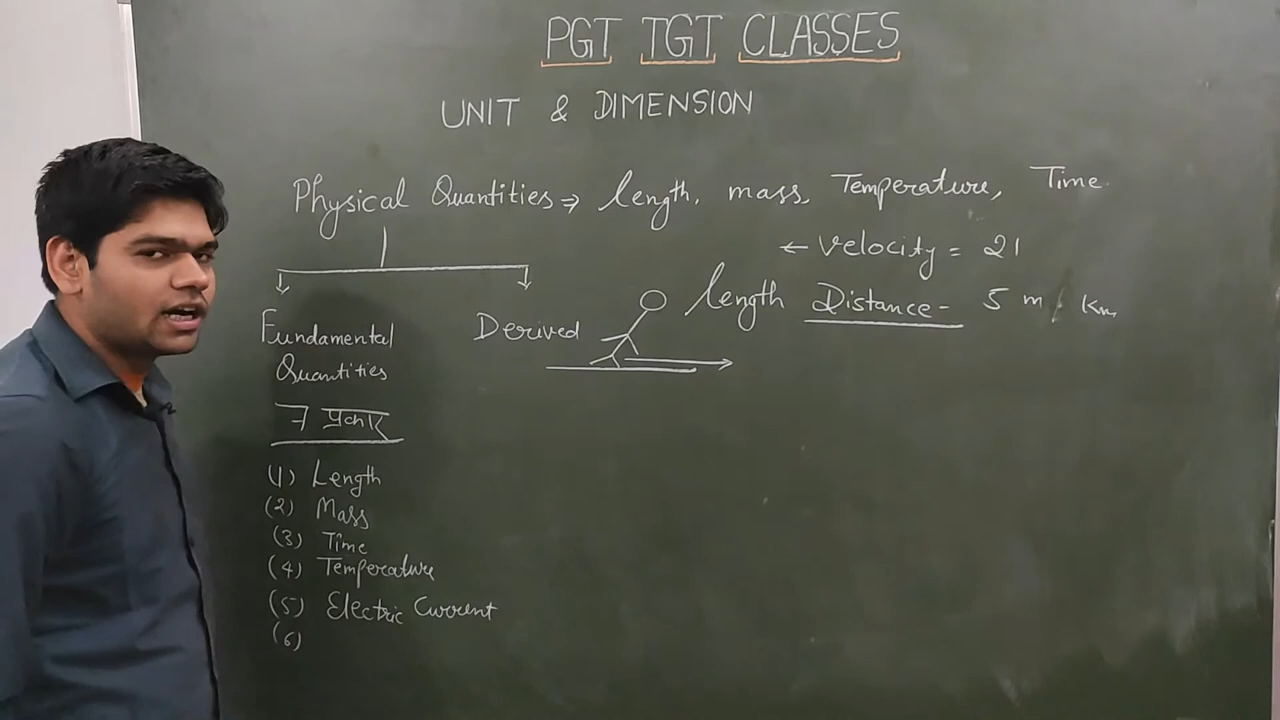 PGT TGT CLASSES
UNIT & DIMENSION
Physical Quantities ⇒ length, mass, Temperature, Time.
← Velocity = 21
length Distance - 5 m, Km
Fundamental Quantities
Derived
7 प्रकार
(1) Length
(2) Mass
(3) Time
(4) Temperature
(5) Electric Current
(6)